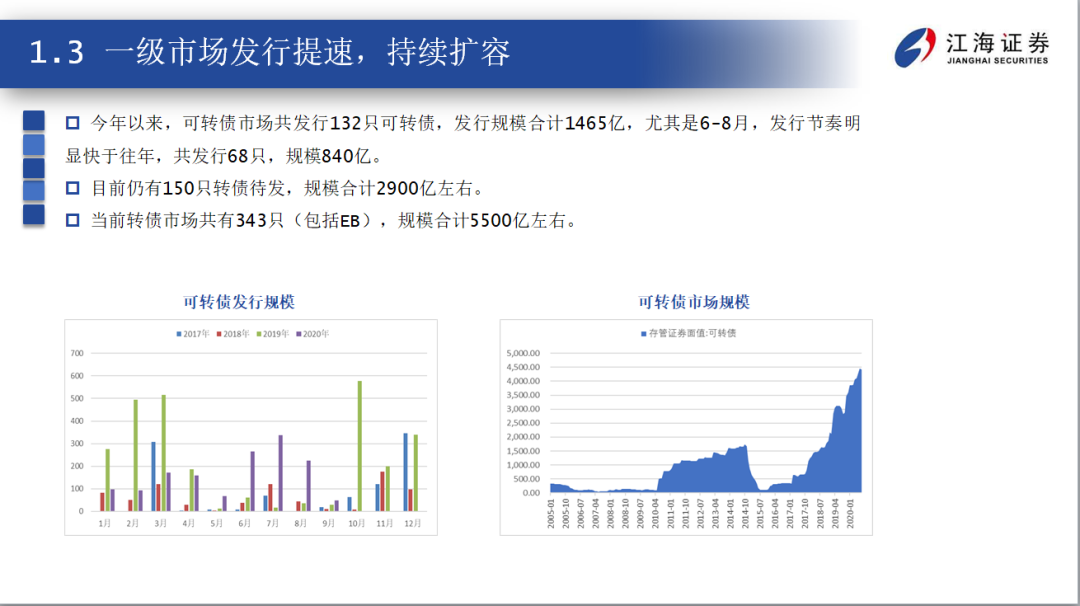 1.3 一级市场发行提速，持续扩容
江海证券
JIANGHAI SECURITIES
今年以来，可转债市场共发行132只可转债，发行规模合计1465亿，尤其是6-8月，发行节奏明
显快于往年，共发行68只，规模840亿。
目前仍有150只转债待发，规模合计2900亿左右。
当前转债市场共有343只（包括EB），规模合计5500亿左右。
可转债发行规模
2017年 2018年 2019年 2020年
700
600
500
400
300
200
100
0
1月 2月 3月 4月 5月 6月 7月 8月 9月 10月 11月 12月
可转债市场规模
存管证券面值:可转债
5,000.00
4,500.00
4,000.00
3,500.00
3,000.00
2,500.00
2,000.00
1,500.00
1,000.00
500.00
0.00
2005-01 2005-10 2006-07 2007-04 2008-01 2008-10 2009-07 2010-04 2011-01 2011-10 2012-07 2013-04 2014-01 2014-10 2015-07 2016-04 2017-01 2017-10 2018-07 2019-04 2020-01